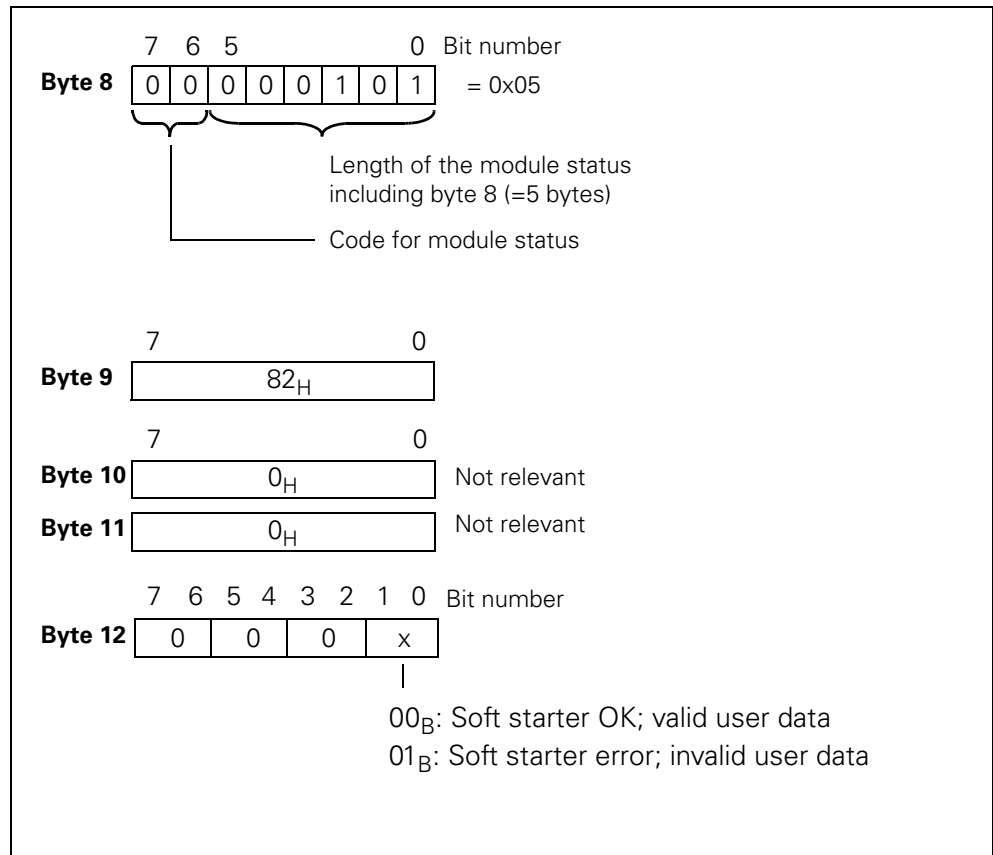 7 6 5 0 Bit number
Byte 8 0 0 0 0 0 1 0 1 = 0x05
Length of the module status
including byte 8 (=5 bytes)
Code for module status
7 0
Byte 9 82H
7 0
Byte 10 0H Not relevant
Byte 11 0H Not relevant
7 6 5 4 3 2 1 0 Bit number
Byte 12 0 0 0 x
00B: Soft starter OK; valid user data
01B: Soft starter error; invalid user data